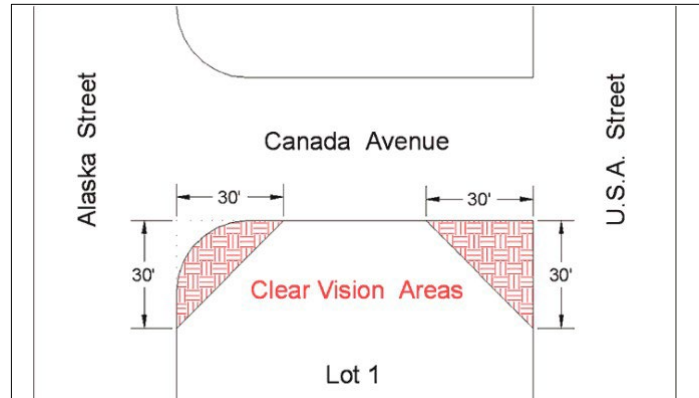 Alaska Street
U.S.A. Street
Canada Avenue
30'
30'
30'
30'
Clear Vision Areas
Lot 1